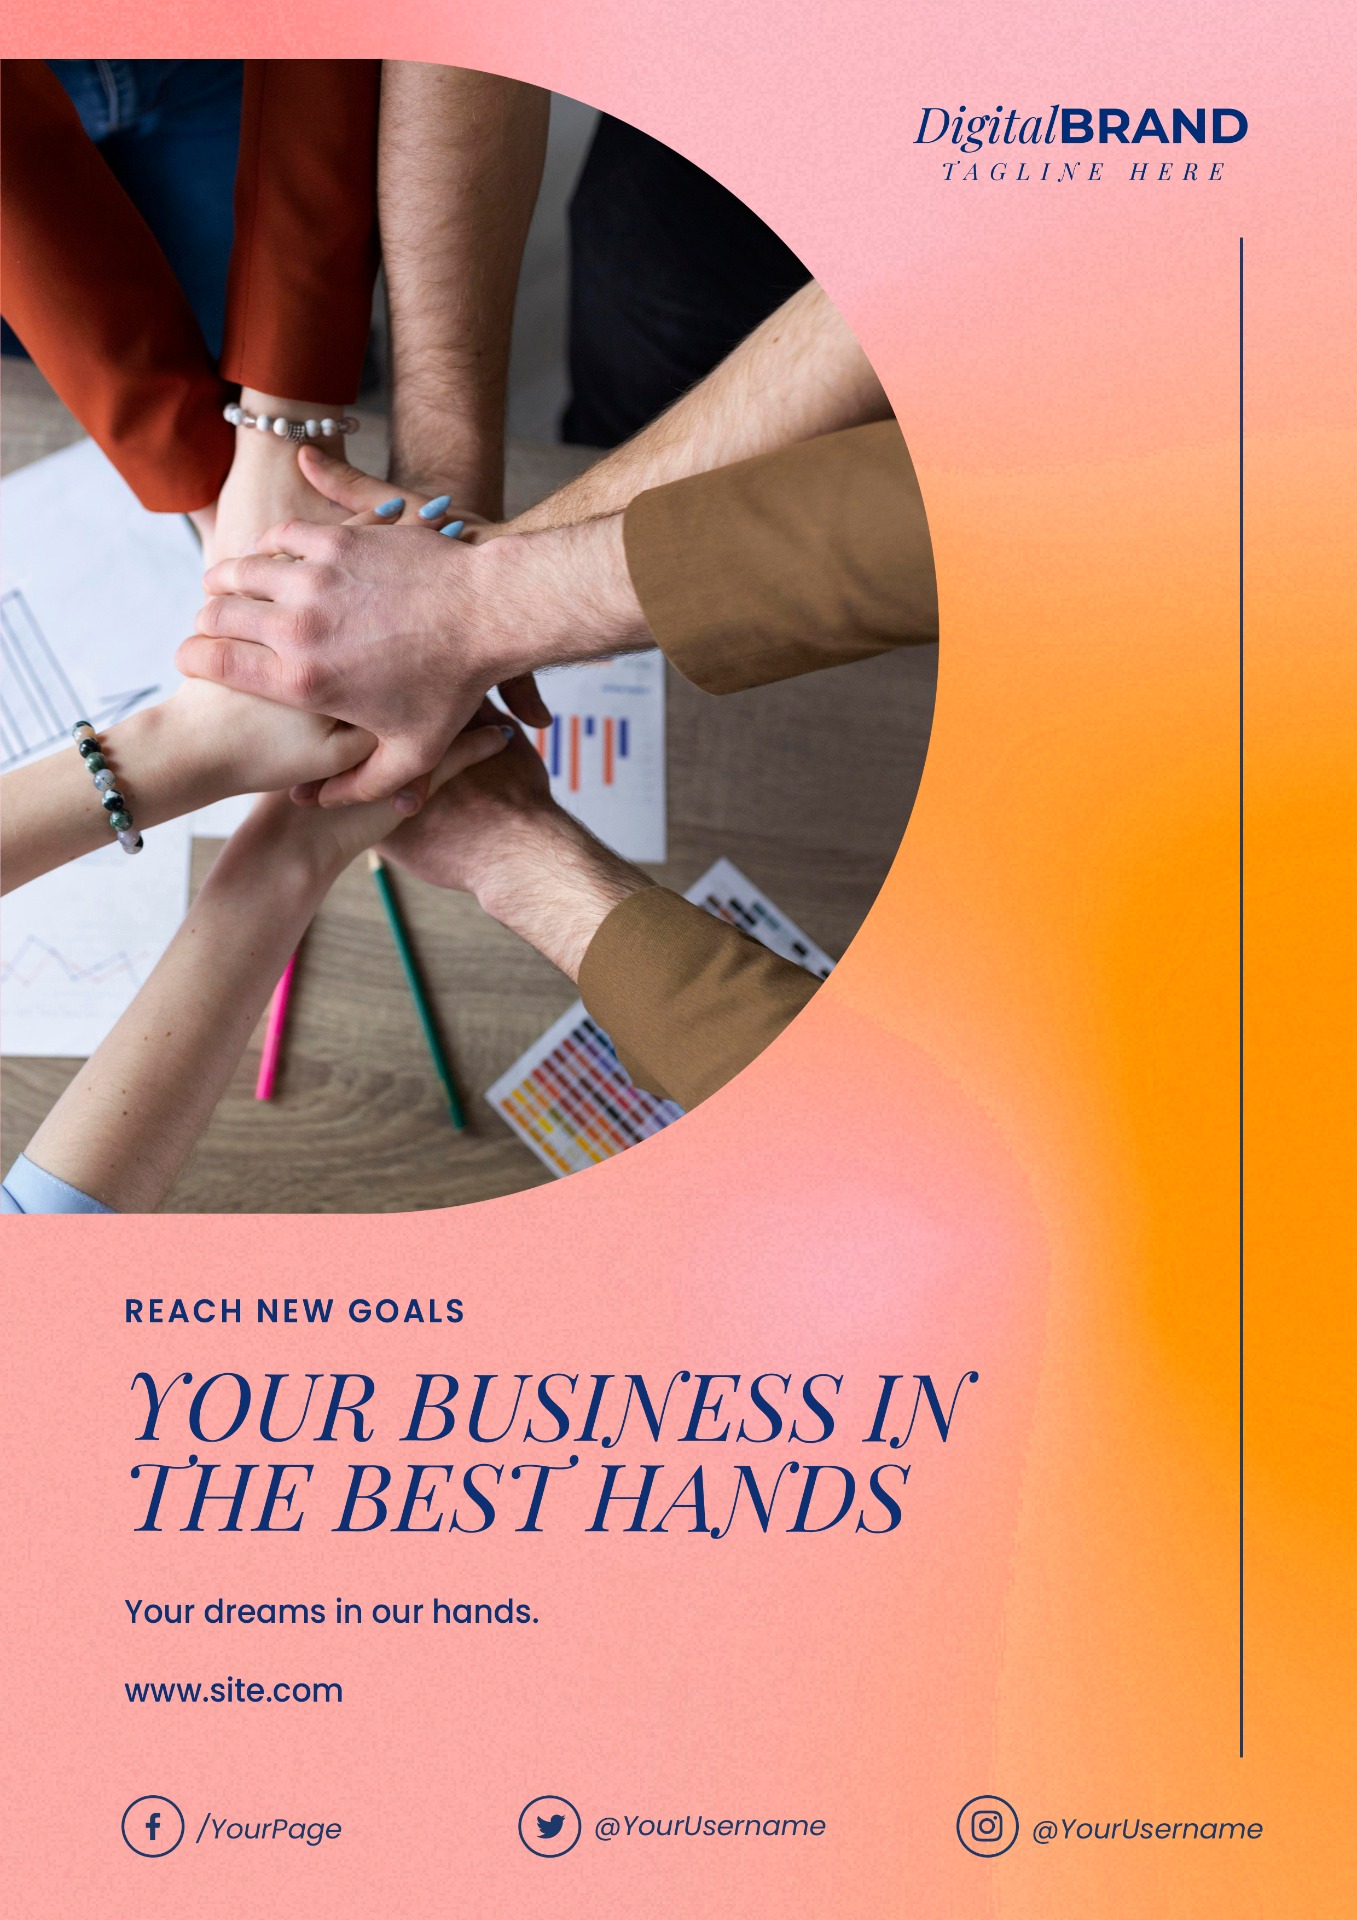 DigitalBRAND
TAGLINE HERE
REACH NEW GOALS
YOUR BUSINESS IN
THE BEST HANDS
Your dreams in our hands.
www.site.com
/YourPage
@YourUsername
@YourUsername